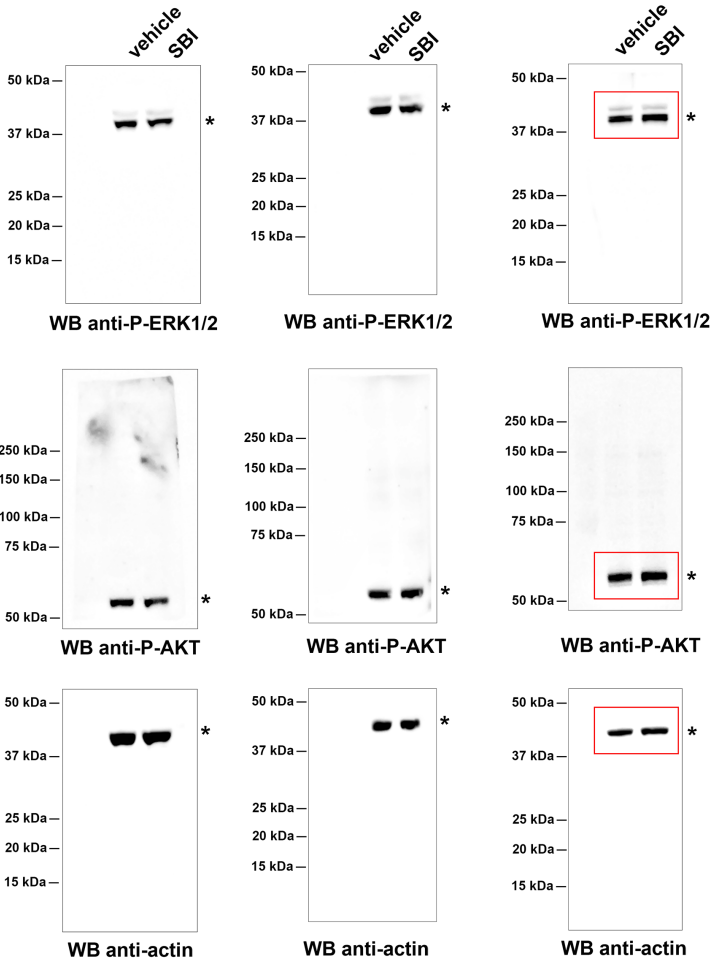 vehicle SBI
50 kDa
37 kDa
25 kDa
20 kDa
15 kDa
*
WB anti-P-ERK1/2
vehicle SBI
50 kDa
37 kDa
25 kDa
20 kDa
15 kDa
*
WB anti-P-ERK1/2
vehicle SBI
50 kDa
37 kDa
25 kDa
20 kDa
15 kDa
*
WB anti-P-ERK1/2
250 kDa
150 kDa
100 kDa
75 kDa
50 kDa
*
WB anti-P-AKT
250 kDa
150 kDa
100 kDa
75 kDa
50 kDa
*
WB anti-P-AKT
250 kDa
150 kDa
100 kDa
75 kDa
50 kDa
*
WB anti-P-AKT
50 kDa
37 kDa
25 kDa
20 kDa
15 kDa
*
WB anti-actin
50 kDa
37 kDa
25 kDa
20 kDa
15 kDa
*
WB anti-actin
50 kDa
37 kDa
25 kDa
20 kDa
15 kDa
*
WB anti-actin